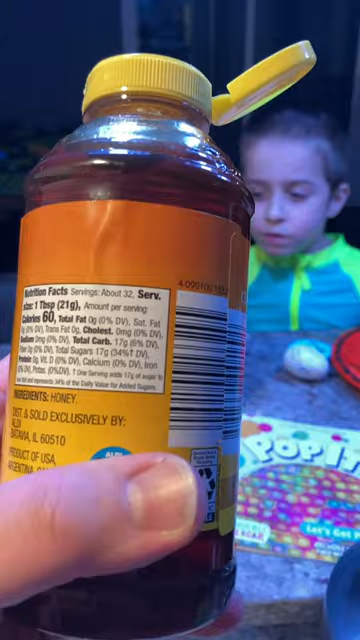 Nutrition Facts Servings: About 32, Serv.
size: 1 Tbsp (21g), Amount per serving:
Calories 60, Total Fat 0g (0% DV), Sat. Fat
0g (0% DV), Trans Fat 0g, Cholest. 0mg (0% DV),
Sodium 0mg (0% DV), Total Carb. 17g (6% DV),
Fiber 0g (0% DV), Total Sugars 17g (34%† DV),
Protein 0g, Vit. D (0% DV), Calcium (0% DV), Iron
(0% DV), Potas. (0% DV). † One Serving adds 17g of sugar to
diet and represents 34% of the Daily Value for Added Sugars.
INGREDIENTS: HONEY.
DIST. & SOLD EXCLUSIVELY BY:
ALDI
BATAVIA, IL 60510
PRODUCT OF USA,
ARGENTINA,
ALDI
POP IT
Let's Get